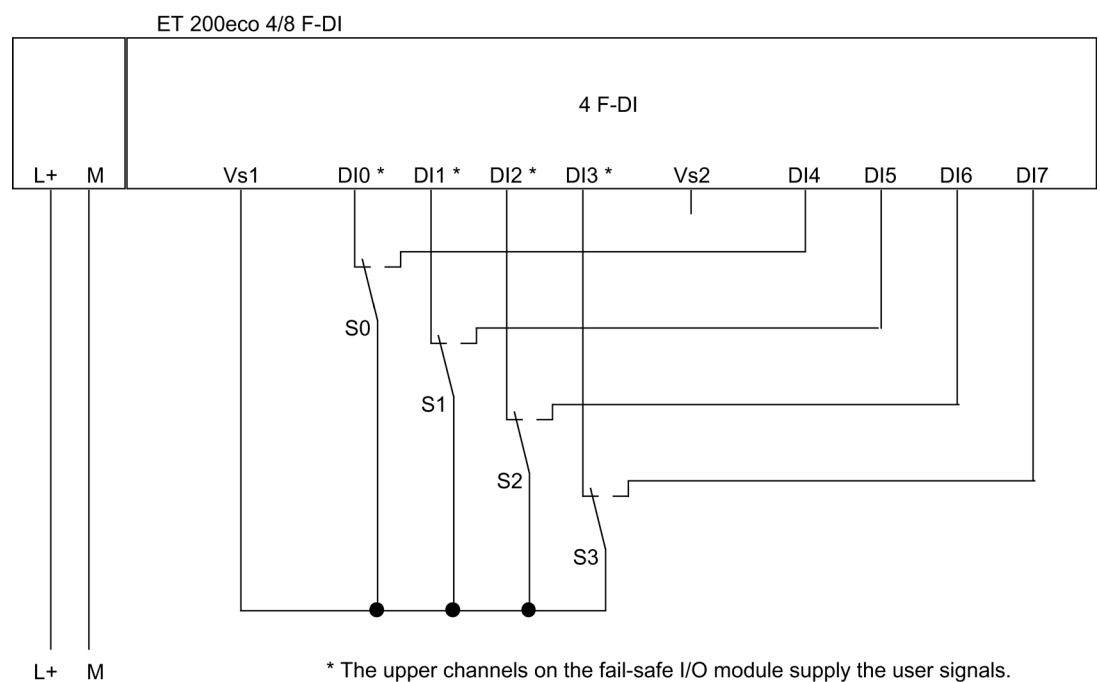 ET 200eco 4/8 F-DI
4 F-DI
L+ M Vs1 DI0 * DI1 * DI2 * DI3 * Vs2 DI4 DI5 DI6 DI7
S0
S1
S2
S3
L+ M * The upper channels on the fail-safe I/O module supply the user signals.